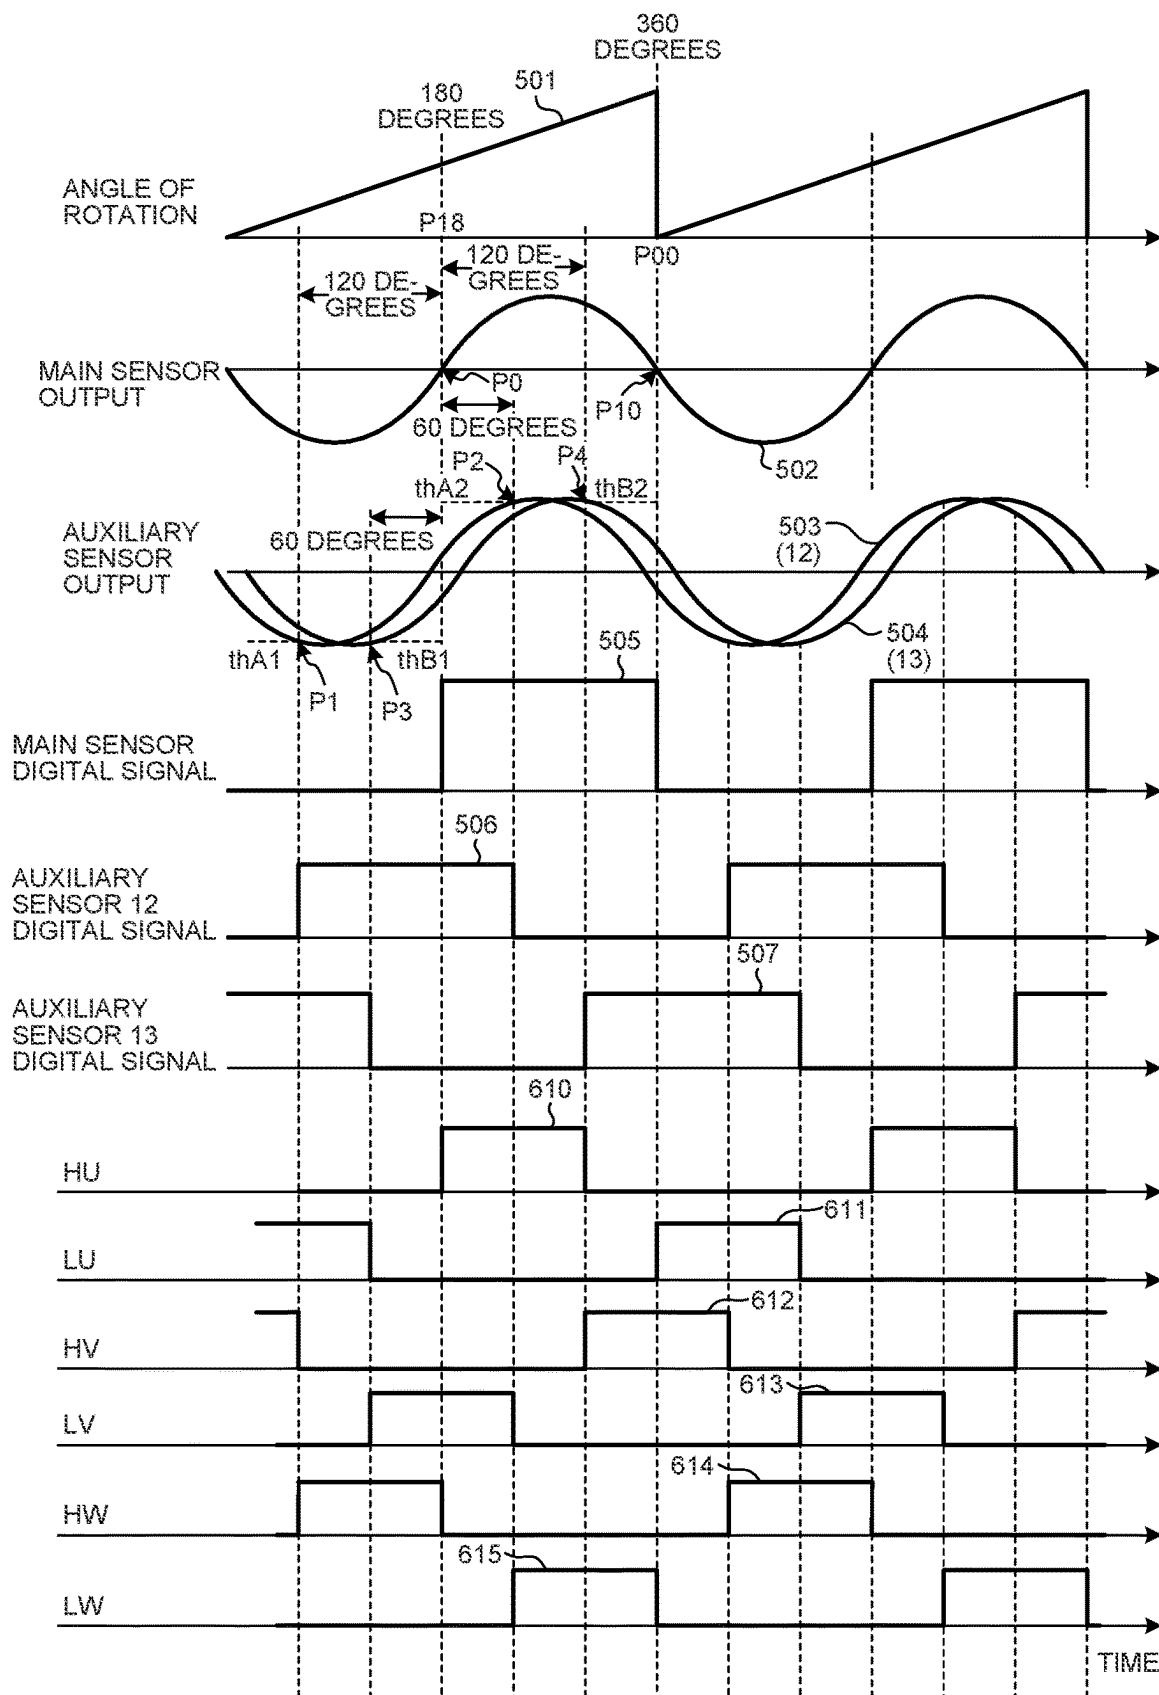 360
DEGREES
501
180
DEGREES
ANGLE OF
ROTATION
P18
P00
120 DE-
GREES
120 DE-
GREES
MAIN SENSOR
OUTPUT
P0
P10
60 DEGREES
502
P2
P4
thA2
thB2
AUXILIARY
SENSOR
OUTPUT
60 DEGREES
503
(12)
504
(13)
thA1
thB1
P1
P3
505
MAIN SENSOR
DIGITAL SIGNAL
506
AUXILIARY
SENSOR 12
DIGITAL SIGNAL
507
AUXILIARY
SENSOR 13
DIGITAL SIGNAL
610
HU
611
LU
612
HV
613
LV
614
HW
615
LW
TIME